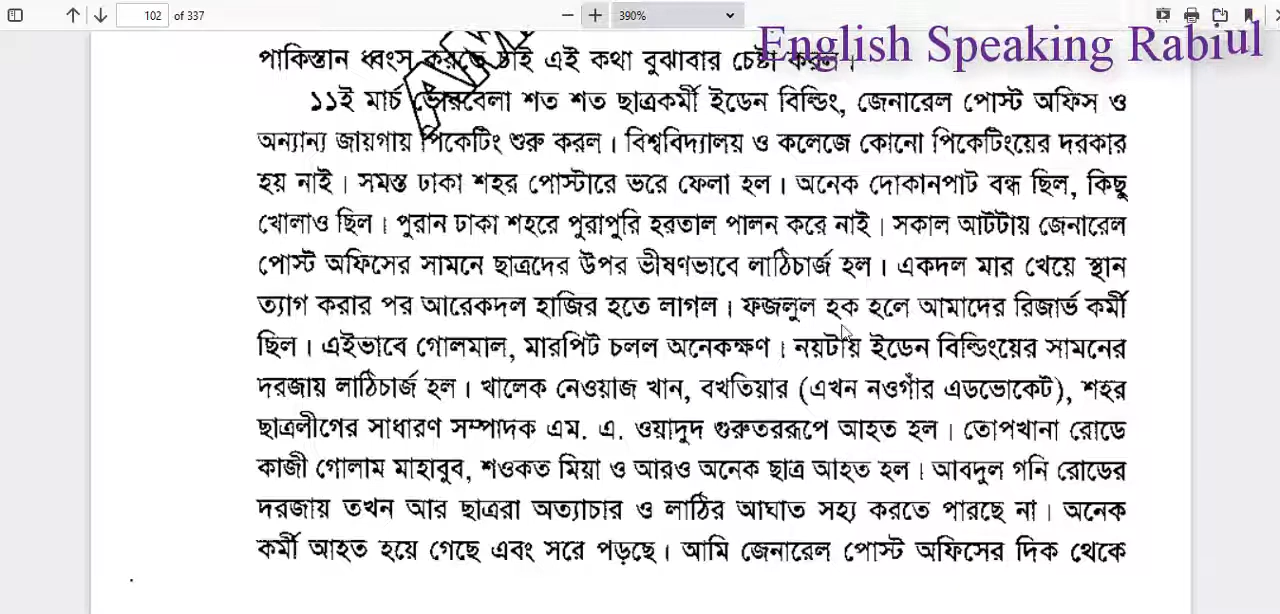 102 of 337
390%
English Speaking Rabiul
পাকিস্তান ধ্বংস করতে চাই এই কথা বুঝাবার চেষ্টা করল।
১১ই মার্চ ভোরবেলা শত শত ছাত্রকর্মী ইডেন বিল্ডিং, জেনারেল পোস্ট অফিস ও
অন্যান্য জায়গায় পিকেটিং শুরু করল। বিশ্ববিদ্যালয় ও কলেজে কোনো পিকেটিংয়ের দরকার
হয় নাই। সমস্ত ঢাকা শহর পোস্টারে ভরে ফেলা হল। অনেক দোকানপাট বন্ধ ছিল, কিছু
খোলাও ছিল। পুরান ঢাকা শহরে পুরাপুরি হরতাল পালন করে নাই। সকাল আটটায় জেনারেল
পোস্ট অফিসের সামনে ছাত্রদের উপর ভীষণভাবে লাঠিচার্জ হল। একদল মার খেয়ে স্থান
ত্যাগ করার পর আরেকদল হাজির হতে লাগল। ফজলুল হক হলে আমাদের রিজার্ভ কর্মী
ছিল। এইভাবে গোলমাল, মারপিট চলল অনেকক্ষণ। নয়টায় ইডেন বিল্ডিংয়ের সামনের
দরজায় লাঠিচার্জ হল। খালেক নেওয়াজ খান, বখতিয়ার (এখন নওগাঁর এডভোকেট), শহর
ছাত্রলীগের সাধারণ সম্পাদক এম. এ. ওয়াদুদ গুরুতররূপে আহত হল। তোপখানা রোডে
কাজী গোলাম মাহাবুব, শওকত মিয়া ও আরও অনেক ছাত্র আহত হল। আবদুল গনি রোডের
দরজায় তখন আর ছাত্ররা অত্যাচার ও লাঠির আঘাত সহ্য করতে পারছে না। অনেক
কর্মী আহত হয়ে গেছে এবং সরে পড়ছে। আমি জেনারেল পোস্ট অফিসের দিক থেকে